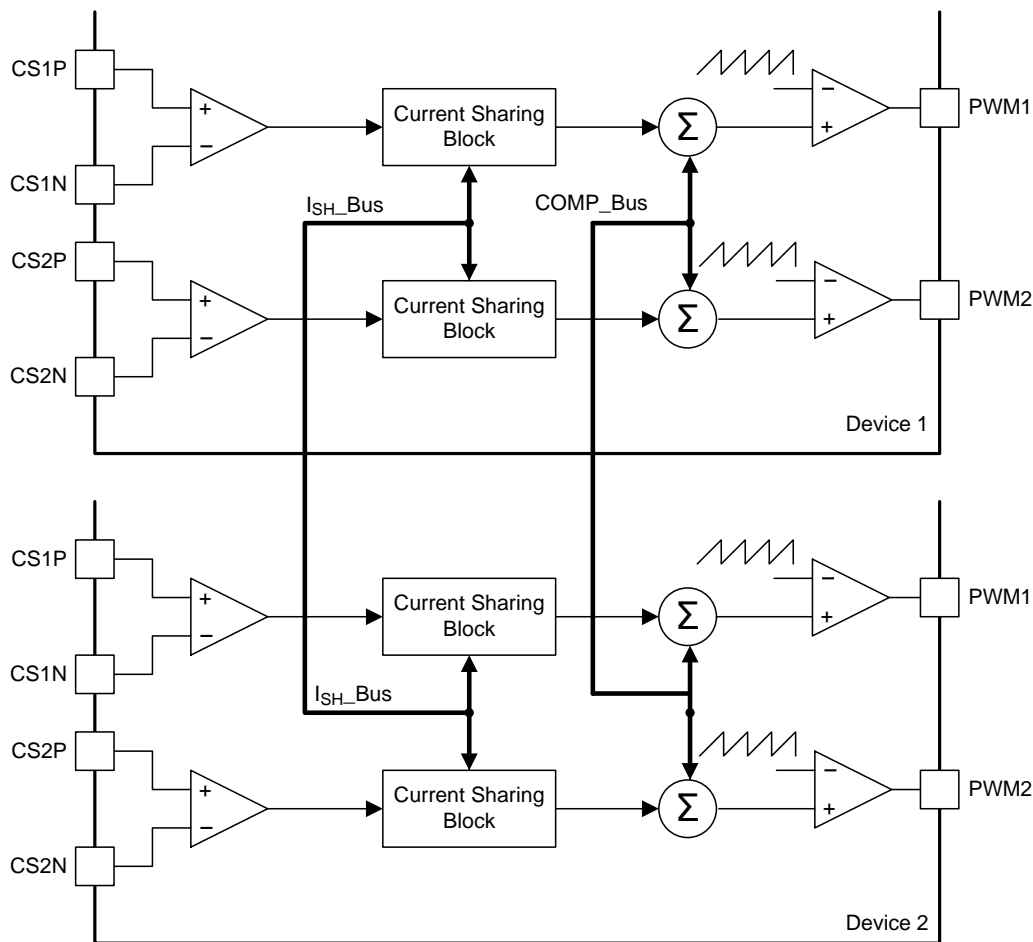 CS1P
+
−
CS1N
Current Sharing
Block
Σ
−
+
PWM1
I_SH_Bus
COMP_Bus
CS2P
+
−
CS2N
Current Sharing
Block
Σ
−
+
PWM2
Device 1
CS1P
+
−
CS1N
Current Sharing
Block
Σ
−
+
PWM1
I_SH_Bus
CS2P
+
−
CS2N
Current Sharing
Block
Σ
−
+
PWM2
Device 2